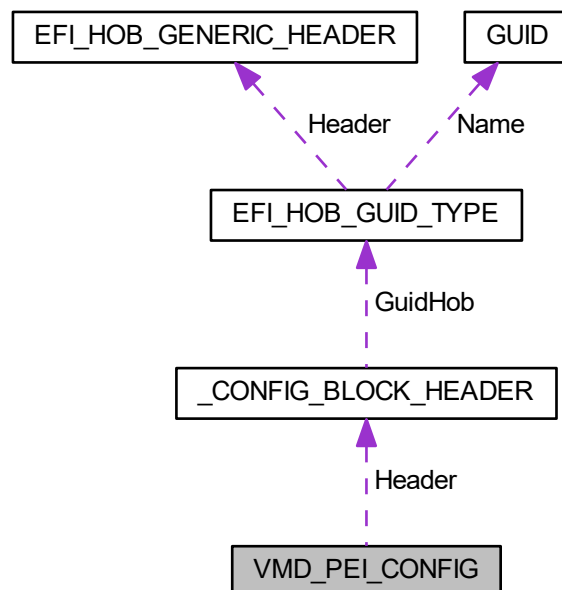 EFI_HOB_GENERIC_HEADER
GUID
Header
Name
EFI_HOB_GUID_TYPE
GuidHob
_CONFIG_BLOCK_HEADER
Header
VMD_PEI_CONFIG